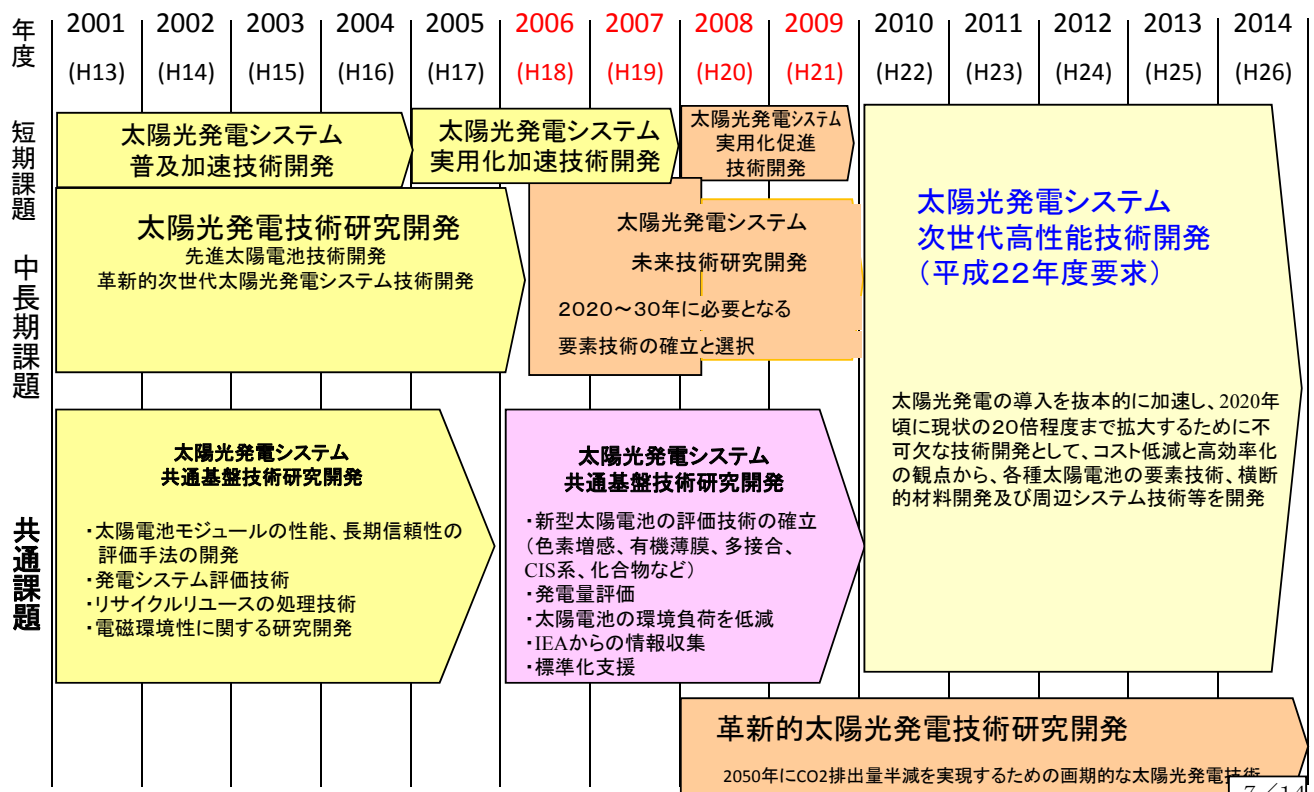 年度
2001 2002 2003 2004 2005 2006 2007 2008 2009 2010 2011 2012 2013 2014
(H13) (H14) (H15) (H16) (H17) (H18) (H19) (H20) (H21) (H22) (H23) (H24) (H25) (H26)
短期課題
太陽光発電システム
普及加速技術開発
太陽光発電システム
実用化加速技術開発
太陽光発電システム
実用化促進
技術開発
中長期課題
太陽光発電技術研究開発
先進太陽電池技術開発
革新的次世代太陽光発電システム技術開発
太陽光発電システム
未来技術研究開発
2020～30年に必要となる
要素技術の確立と選択
太陽光発電システム
次世代高性能技術開発
（平成22年度要求）
太陽光発電の導入を抜本的に加速し、2020年
頃に現状の20倍程度まで拡大するために不
可欠な技術開発として、コスト低減と高効率化
の観点から、各種太陽電池の要素技術、横断
的材料開発及び周辺システム技術等を開発
共通課題
太陽光発電システム
共通基盤技術研究開発
・太陽電池モジュールの性能、長期信頼性の
評価手法の開発
・発電システム評価技術
・リサイクルリユースの処理技術
・電磁環境性に関する研究開発
太陽光発電システム
共通基盤技術研究開発
・新型太陽電池の評価技術の確立
（色素増感、有機薄膜、多接合、
CIS系、化合物など）
・発電量評価
・太陽電池の環境負荷を低減
・IEAからの情報収集
・標準化支援
革新的太陽光発電技術研究開発
2050年にCO2排出量半減を実現するための画期的な太陽光発電技術
7／14